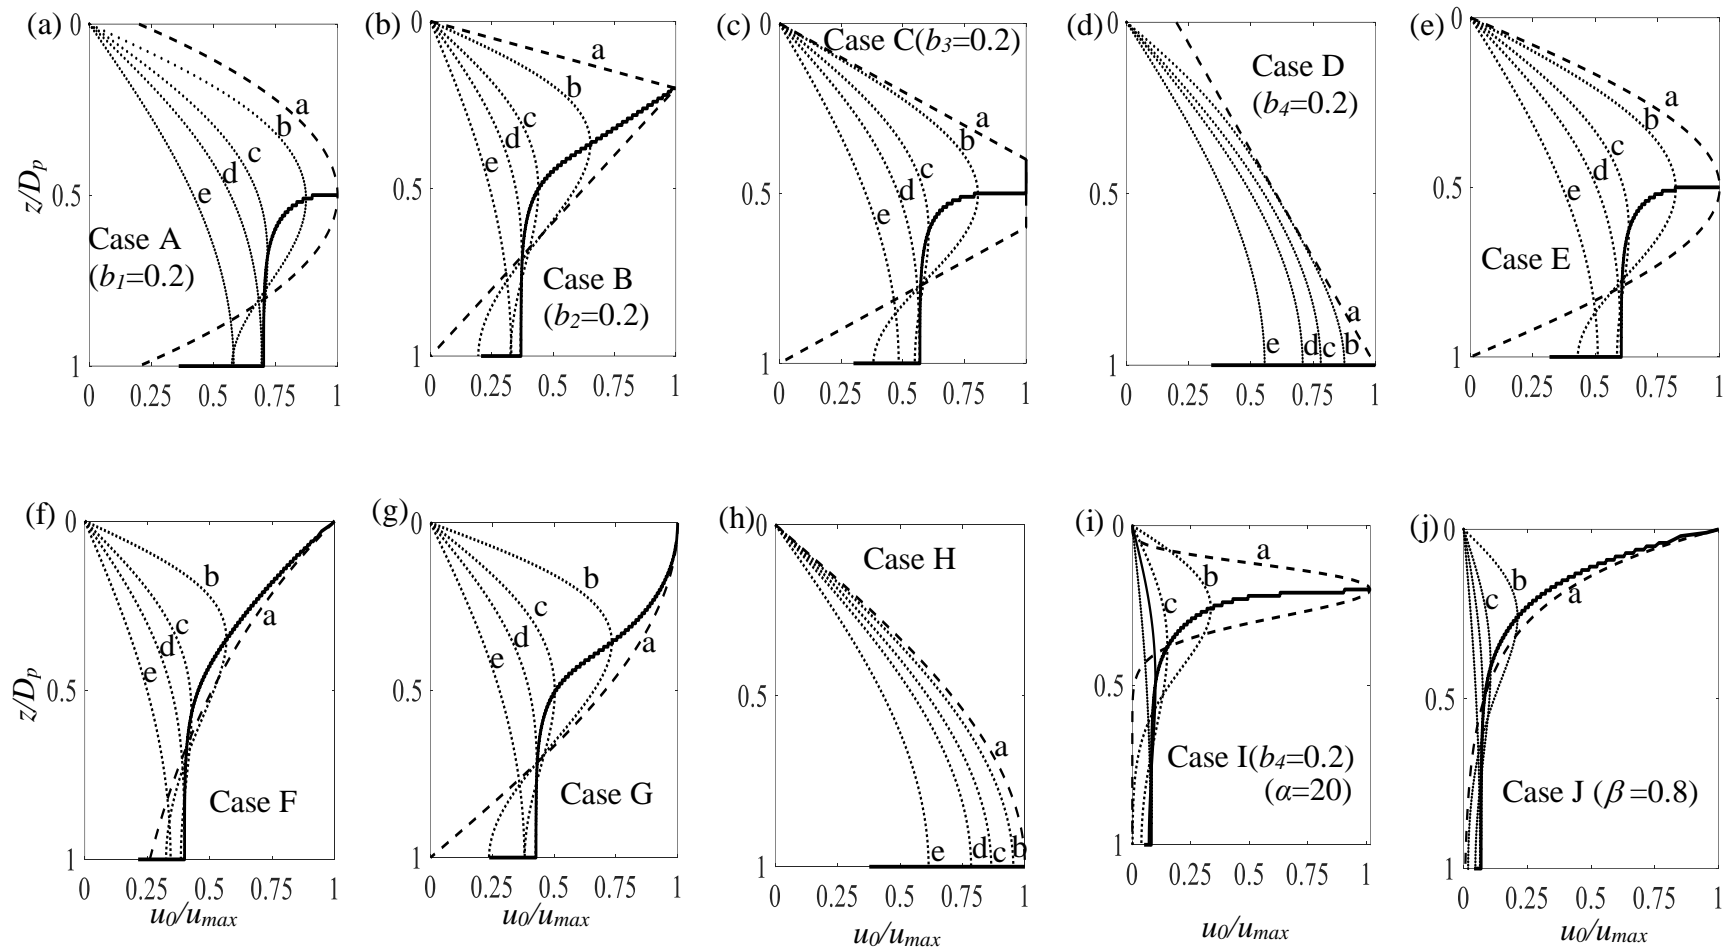 (a)
0
a
b
c
d
e
z/Dp
0.5
Case A
(b1=0.2)
1
0 0.25 0.5 0.75 1
(b)
0
a
b
c
d
e
0.5
Case B
(b2=0.2)
1
0 0.25 0.5 0.75 1
(c)
0
Case C(b3=0.2)
a
b
c
d
e
0.5
1
0 0.25 0.5 0.75 1
(d)
0
Case D
(b4=0.2)
0.5
a
e d c b
1
0 0.25 0.5 0.75 1
(e)
0
a
b
c
d
e
0.5
Case E
1
0 0.25 0.5 0.75 1
(f)
0
b
a
c
d
e
z/Dp
0.5
Case F
1
0 0.25 0.5 0.75 1
u0/umax
(g)
0
b
c
d
a
e
0.5
Case G
1
0 0.25 0.5 0.75 1
(h)
0
Case H
0.5
a
e d c b
1
0 0.25 0.5 0.75 1
u0/umax
(i)
0
a
b
c
0.5
Case I(b4=0.2)
(α=20)
1
0 0.25 0.5 0.75 1
u0/umax
(j)
0
b
c
a
0.5
Case J (β =0.8)
1
0 0.25 0.5 0.75 1
u0/umax